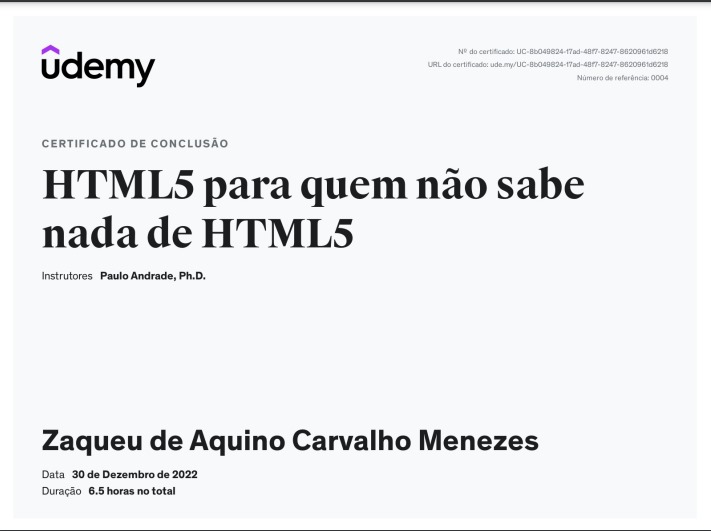 udemy
Nº do certificado: UC-8b049824-17ad-48f7-8247-8620961d6218
URL do certificado: ude.my/UC-8b049824-17ad-48f7-8247-8620961d6218
Número de referência: 0004
CERTIFICADO DE CONCLUSÃO
HTML5 para quem não sabe
nada de HTML5
Instrutores Paulo Andrade, Ph.D.
Zaqueu de Aquino Carvalho Menezes
Data 30 de Dezembro de 2022
Duração 6.5 horas no total